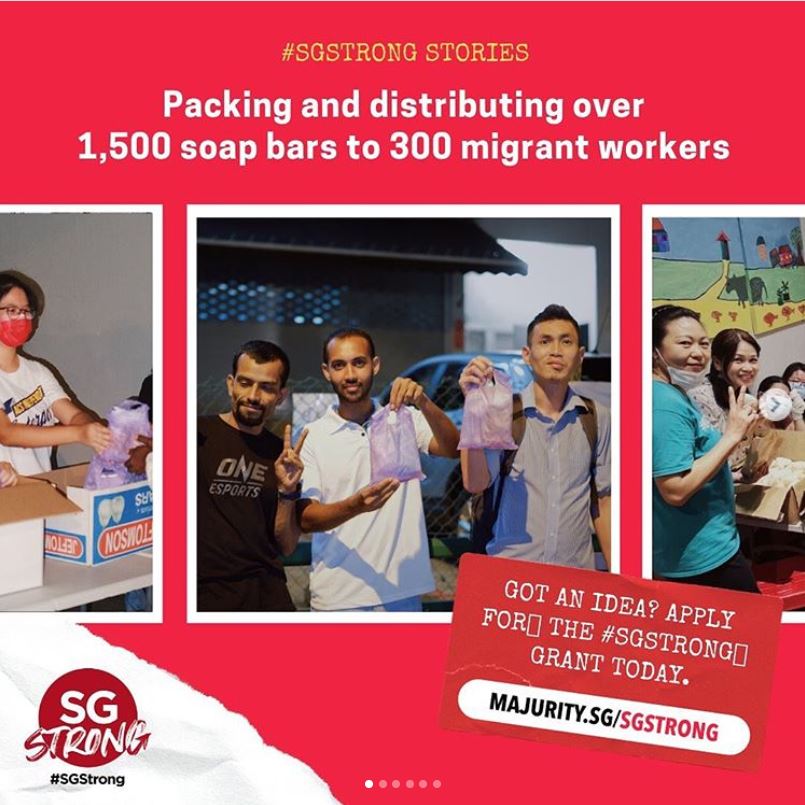 #SGSTRONG STORIES
Packing and distributing over
1,500 soap bars to 300 migrant workers
ONE
ESPORTS
JEFTOMSON
GOT AN IDEA? APPLY
FOR▯ THE #SGSTRONG▯
GRANT TODAY.
MAJURITY.SG/SGSTRONG
SG
STRONG
#SGStrong